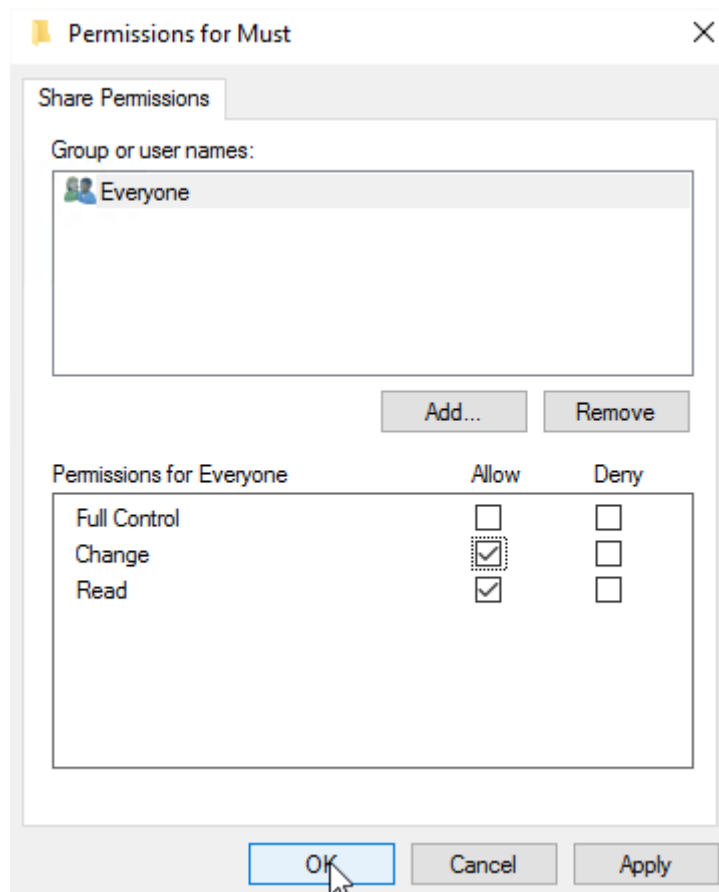 Permissions for Must
Share Permissions
Group or user names:
Everyone
Add... Remove
Permissions for Everyone Allow Deny
Full Control
Change
Read
OK Cancel Apply